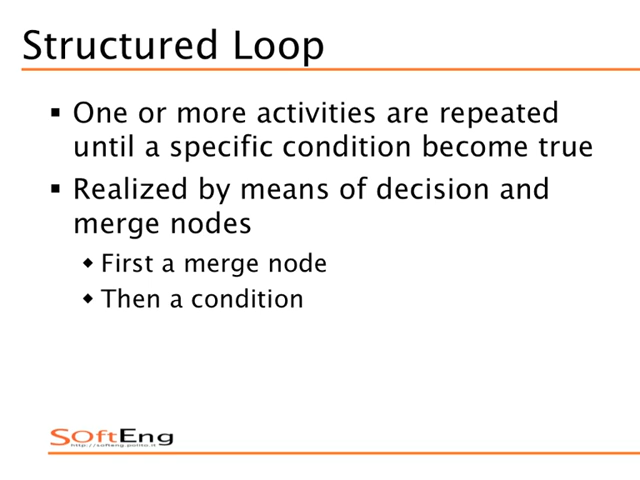 Structured Loop
▪ One or more activities are repeated
until a specific condition become true
▪ Realized by means of decision and
merge nodes
◆ First a merge node
◆ Then a condition
SOftEng
http://softeng.polito.it